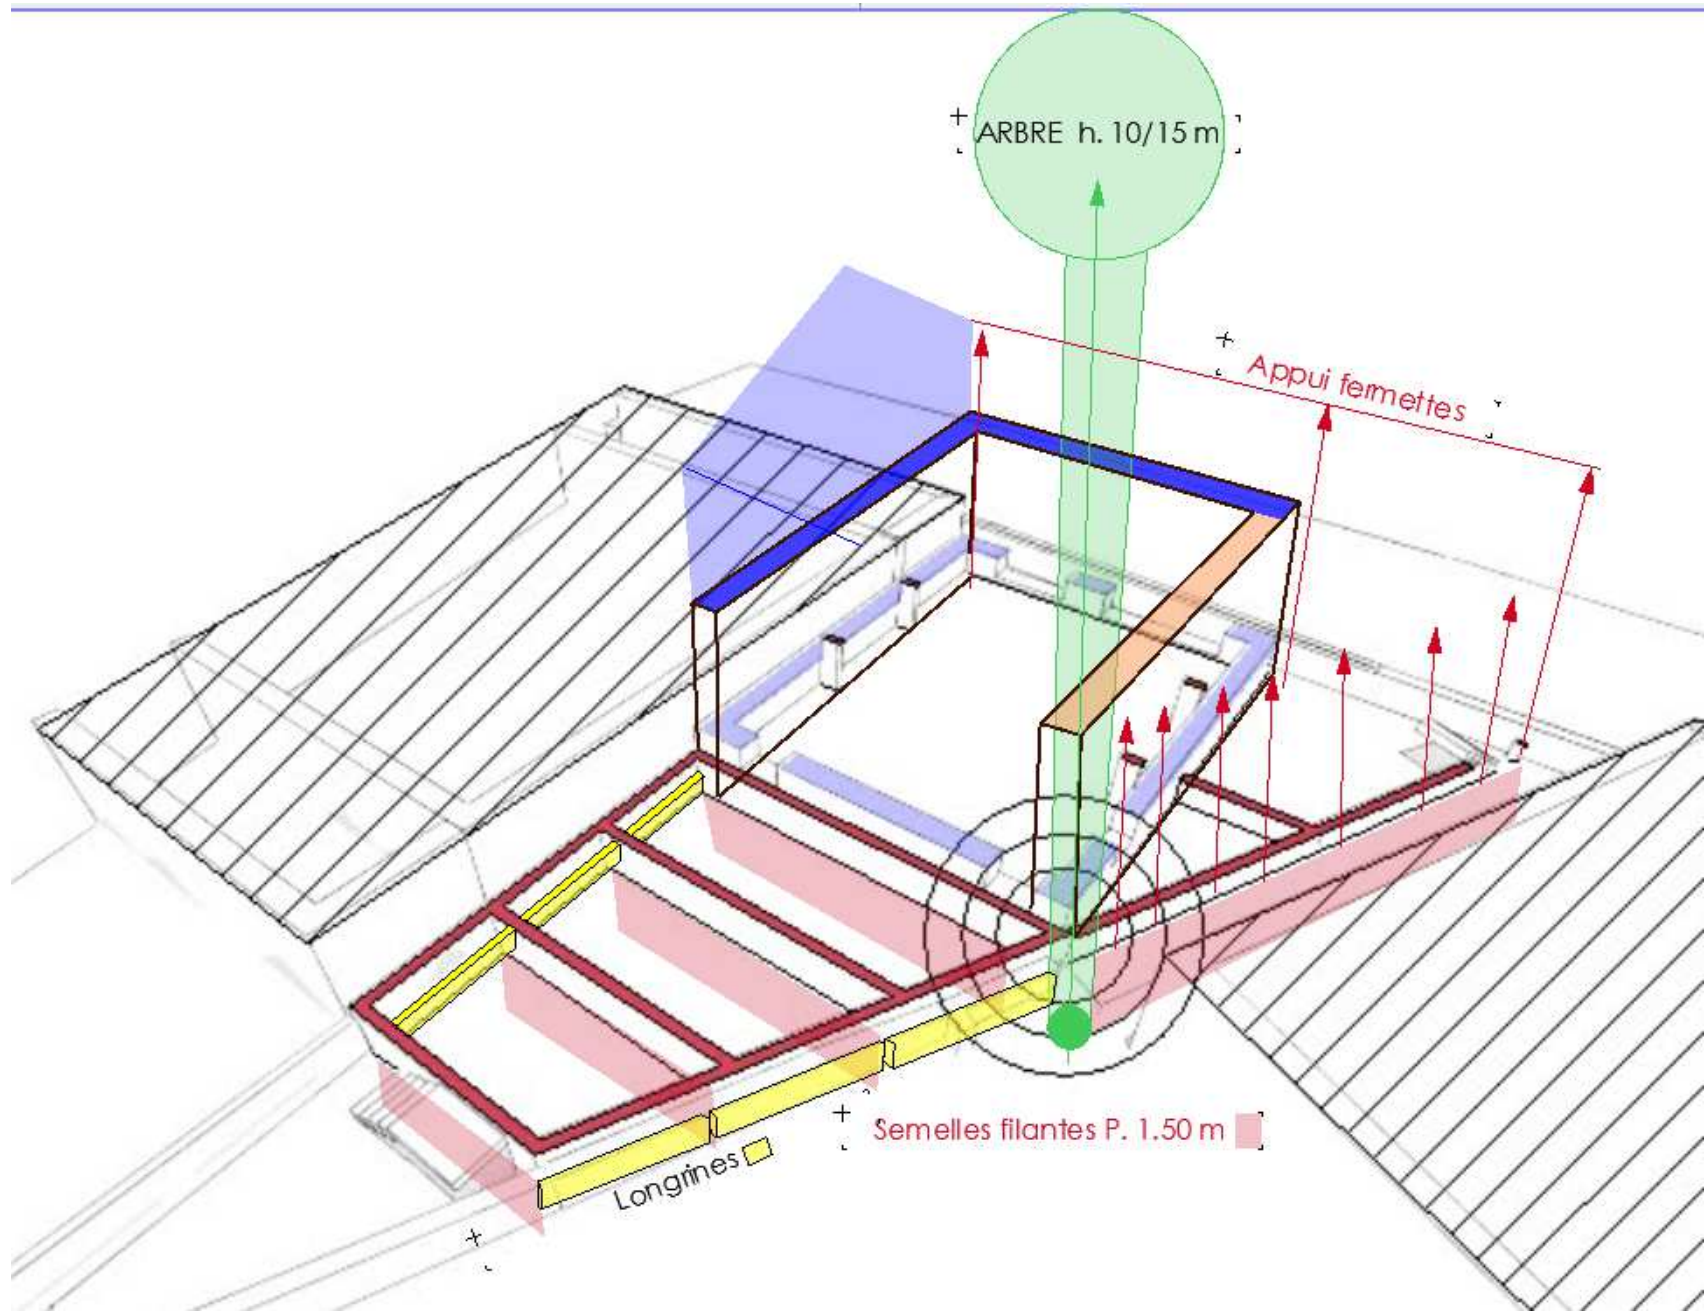 ARBRE h. 10/15 m
Appui fermettes
Semelles filantes P. 1.50 m
Longrines